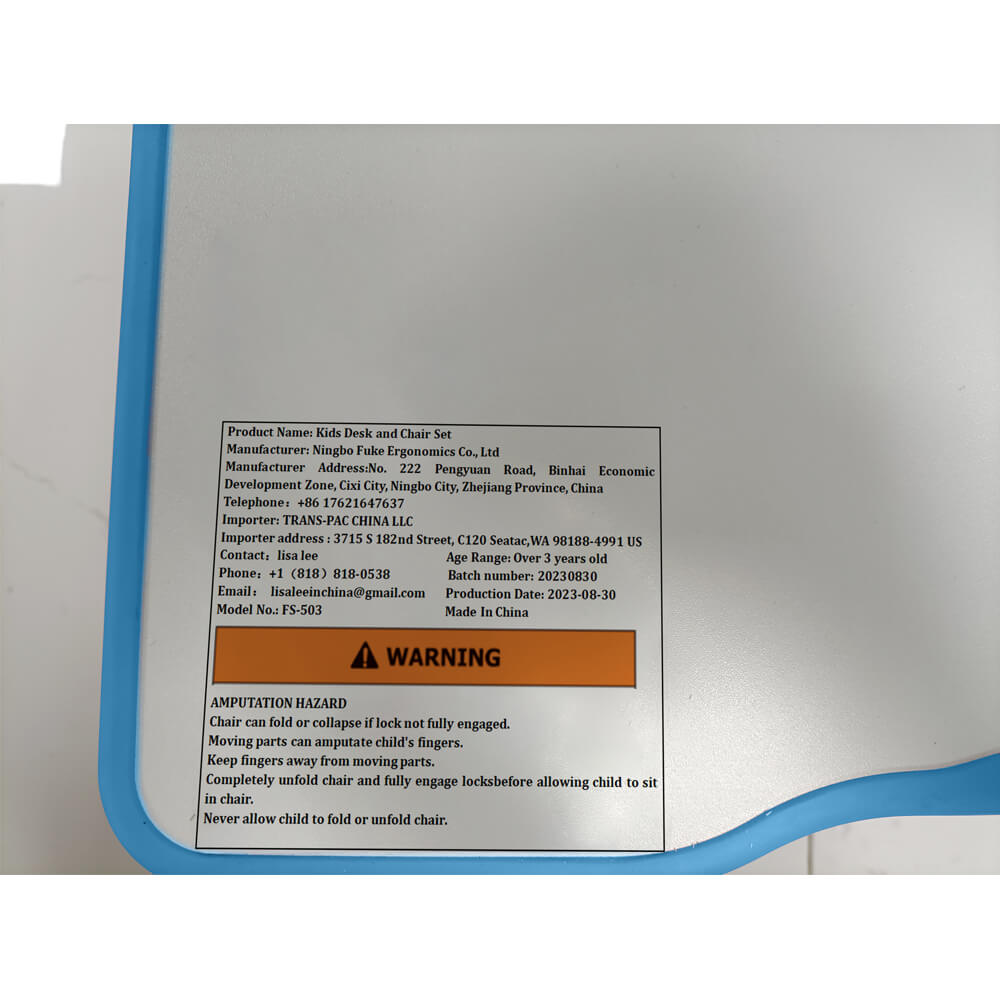 Product Name: Kids Desk and Chair Set
Manufacturer: Ningbo Fuke Ergonomics Co., Ltd
Manufacturer Address:No. 222 Pengyuan Road, Binhai Economic
Development Zone, Cixi City, Ningbo City, Zhejiang Province, China
Telephone：+86 17621647637
Importer: TRANS-PAC CHINA LLC
Importer address : 3715 S 182nd Street, C120 Seatac,WA 98188-4991 US
Contact：lisa lee Age Range: Over 3 years old
Phone：+1（818）818-0538 Batch number: 20230830
Email： lisaleeinchina@gmail.com Production Date: 2023-08-30
Model No.: FS-503 Made In China
WARNING
AMPUTATION HAZARD
Chair can fold or collapse if lock not fully engaged.
Moving parts can amputate child's fingers.
Keep fingers away from moving parts.
Completely unfold chair and fully engage locksbefore allowing child to sit
in chair.
Never allow child to fold or unfold chair.